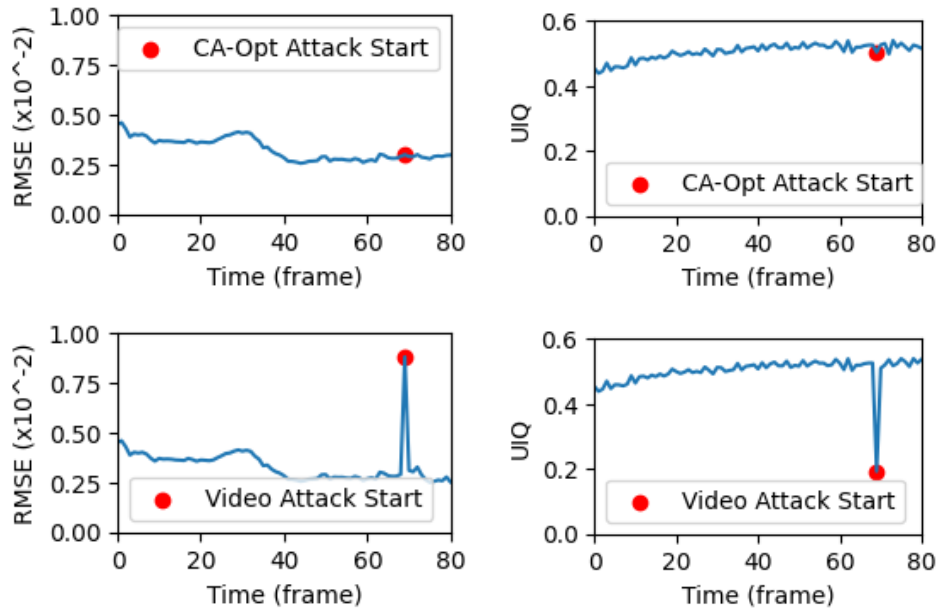 RMSE (x10^-2)
1.00
0.75
0.50
0.25
0.00
CA-Opt Attack Start
0 20 40 60 80
Time (frame)
UIQ
0.6
0.4
0.2
0.0
CA-Opt Attack Start
0 20 40 60 80
Time (frame)
RMSE (x10^-2)
1.00
0.75
0.50
0.25
0.00
Video Attack Start
0 20 40 60 80
Time (frame)
UIQ
0.6
0.4
0.2
0.0
Video Attack Start
0 20 40 60 80
Time (frame)